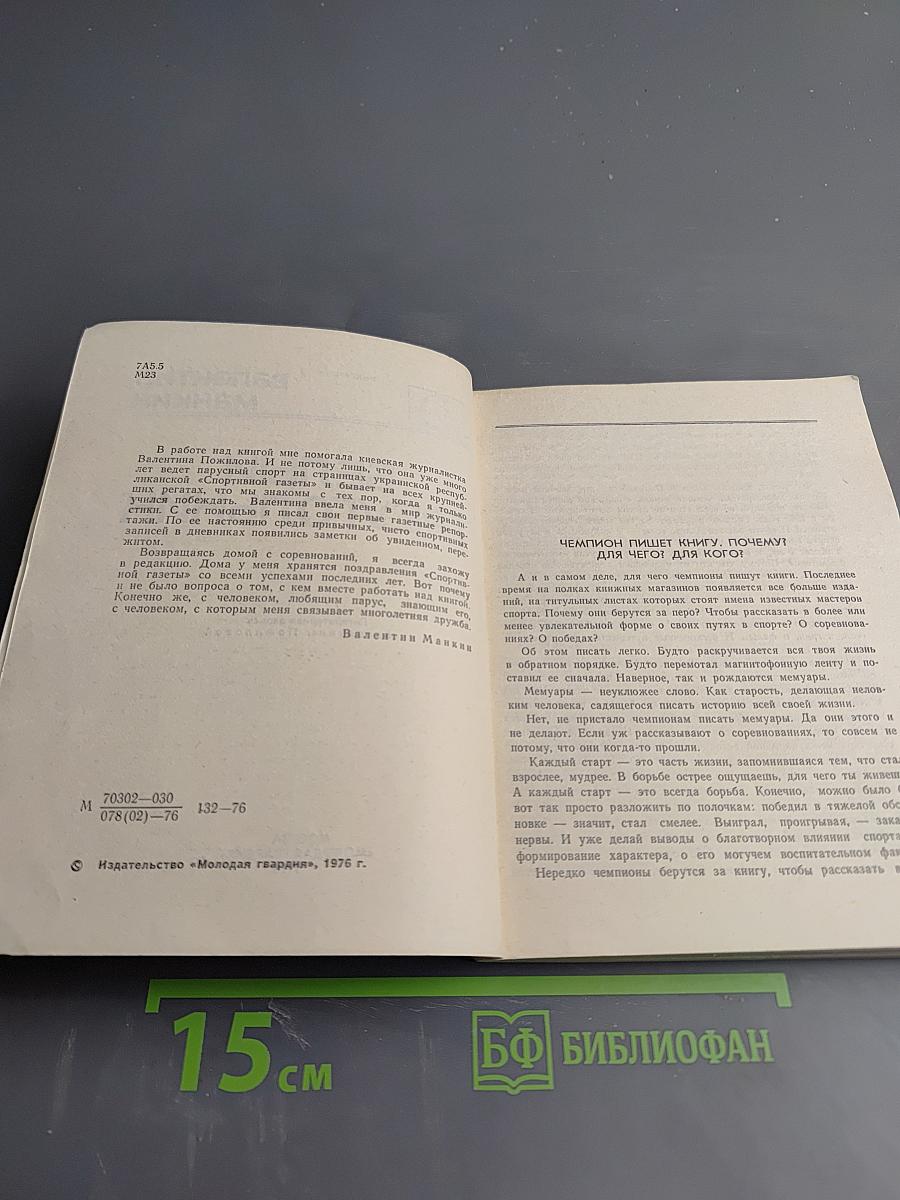 7А5.5
М23
В работе над книгой мне помогала киевская журналистка
Валентина Пожилова. И не потому лишь, что она уже много
лет ведет парусный спорт на страницах украинской респуб-
ликанской «Спортивной газеты» и бывает на всех крупней-
ших регатах, что мы знакомы с тех пор, когда я только
учился побеждать. Валентина ввела меня в мир журнали-
стики. С ее помощью я писал свои первые газетные репор-
тажи. По ее настоянию среди привычных, чисто спортивных
записей в дневниках появились заметки об увиденном, пере-
житом.
Возвращаясь домой с соревнований, я всегда захожу
в редакцию. Дома у меня хранятся поздравления «Спортив-
ной газеты» со всеми успехами последних лет. Вот почему
и не было вопроса о том, с кем вместе работать над книгой.
Конечно же, с человеком, любящим парус, знающим его,
с человеком, с которым меня связывает многолетняя дружба.
Валентин Манкин
М 70302—030
078(02)—76 132—76
© Издательство «Молодая гвардия», 1976 г.
ЧЕМПИОН ПИШЕТ КНИГУ. ПОЧЕМУ?
ДЛЯ ЧЕГО? ДЛЯ КОГО?
А и в самом деле, для чего чемпионы пишут книги. Последнее
время на полках книжных магазинов появляется все больше изда-
ний, на титульных листах которых стоят имена известных мастеров
спорта. Почему они берутся за перо? Чтобы рассказать в более или
менее увлекательной форме о своих путях в спорте? О соревнова-
ниях? О победах?
Об этом писать легко. Будто раскручивается вся твоя жизнь
в обратном порядке. Будто перемотал магнитофонную ленту и по-
ставил ее сначала. Наверное, так и рождаются мемуары.
Мемуары — неуклюжее слово. Как старость, делающая нелов-
ким человека, садящегося писать историю всей своей жизни.
Нет, не пристало чемпионам писать мемуары. Да они этого и
не делают. Если уж рассказывают о соревнованиях, то совсем не
потому, что они когда-то прошли.
Каждый старт — это часть жизни, запомнившаяся тем, что стал
взрослее, мудрее. В борьбе острее ощущаешь, для чего ты живешь.
А каждый старт — это всегда борьба. Конечно, можно было
вот так просто разложить по полочкам: победил в тяжелой обс
новке — значит, стал смелее. Выиграл, проигрывая, — зака
нервы. И уже делай выводы о благотворном влиянии спорта
формирование характера, о его могучем воспитательном фак
Нередко чемпионы берутся за книгу, чтобы рассказать в
15 см
БФ БИБЛИОФАН